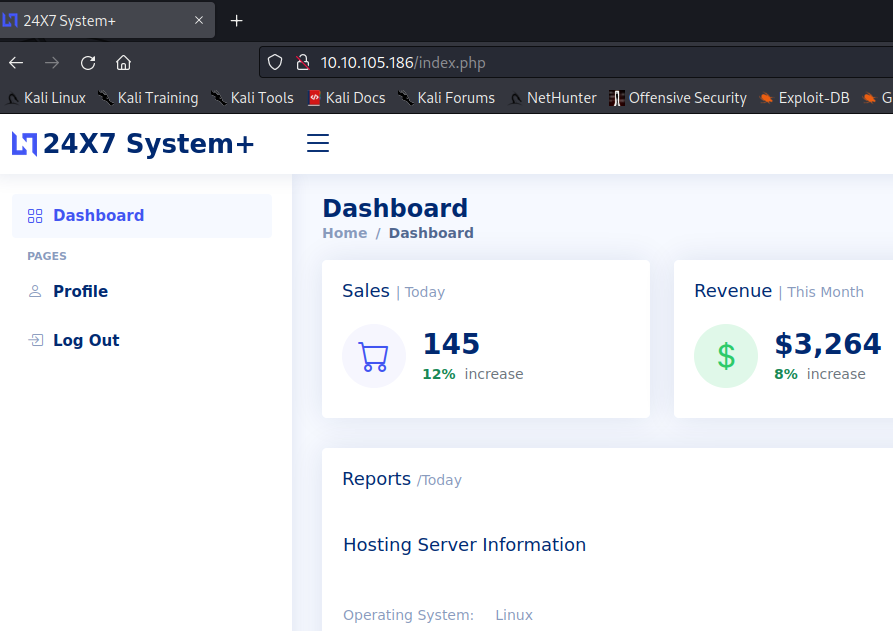 24X7 System+
10.10.105.186/index.php
Kali Linux Kali Training Kali Tools Kali Docs Kali Forums NetHunter Offensive Security Exploit-DB G
24X7 System+
Dashboard
PAGES
Profile
Log Out
Dashboard
Home / Dashboard
Sales | Today
145
12% increase
Revenue | This Month
$3,264
8% increase
Reports /Today
Hosting Server Information
Operating System: Linux